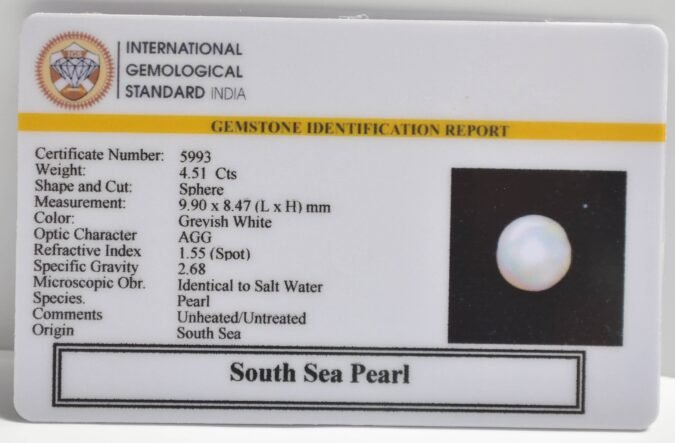 IGS
INTERNATIONAL
GEMOLOGICAL
STANDARD INDIA
GEMSTONE IDENTIFICATION REPORT
Certificate Number: 5993
Weight: 4.51 Cts
Shape and Cut: Sphere
Measurement: 9.90 x 8.47 (L x H) mm
Color: Greyish White
Optic Character AGG
Refractive Index 1.55 (Spot)
Specific Gravity 2.68
Microscopic Obr. Identical to Salt Water
Species. Pearl
Comments Unheated/Untreated
Origin South Sea
South Sea Pearl